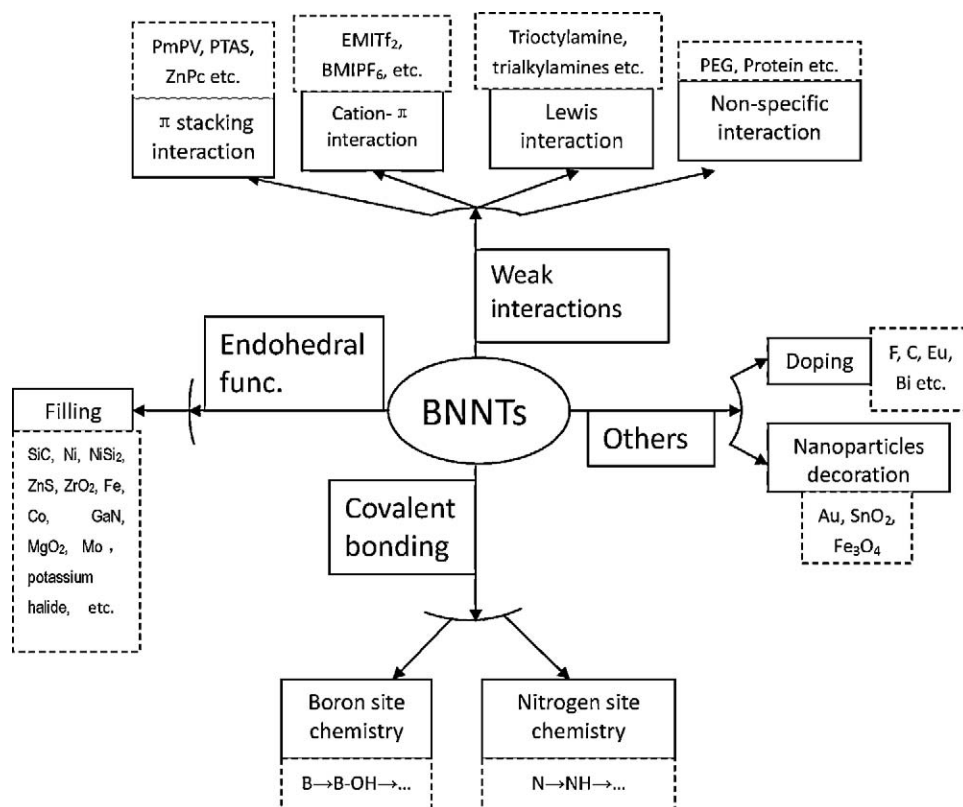 PmPV, PTAS,
ZnPc etc.
π stacking
interaction
EMITf₂,
BMIPF₆, etc.
Cation- π
interaction
Trioctylamine,
trialkylamines etc.
Lewis
interaction
PEG, Protein etc.
Non-specific
interaction
Weak
interactions
Endohedral
func.
Filling
SiC, Ni, NiSi₂,
ZnS, ZrO₂, Fe,
Co, GaN,
MgO₂, Mo ,
potassium
halide, etc.
BNNTs
Others
Doping
F, C, Eu,
Bi etc.
Nanoparticles
decoration
Au, SnO₂,
Fe₃O₄
Covalent
bonding
Boron site
chemistry
B→B-OH→...
Nitrogen site
chemistry
N→NH→...